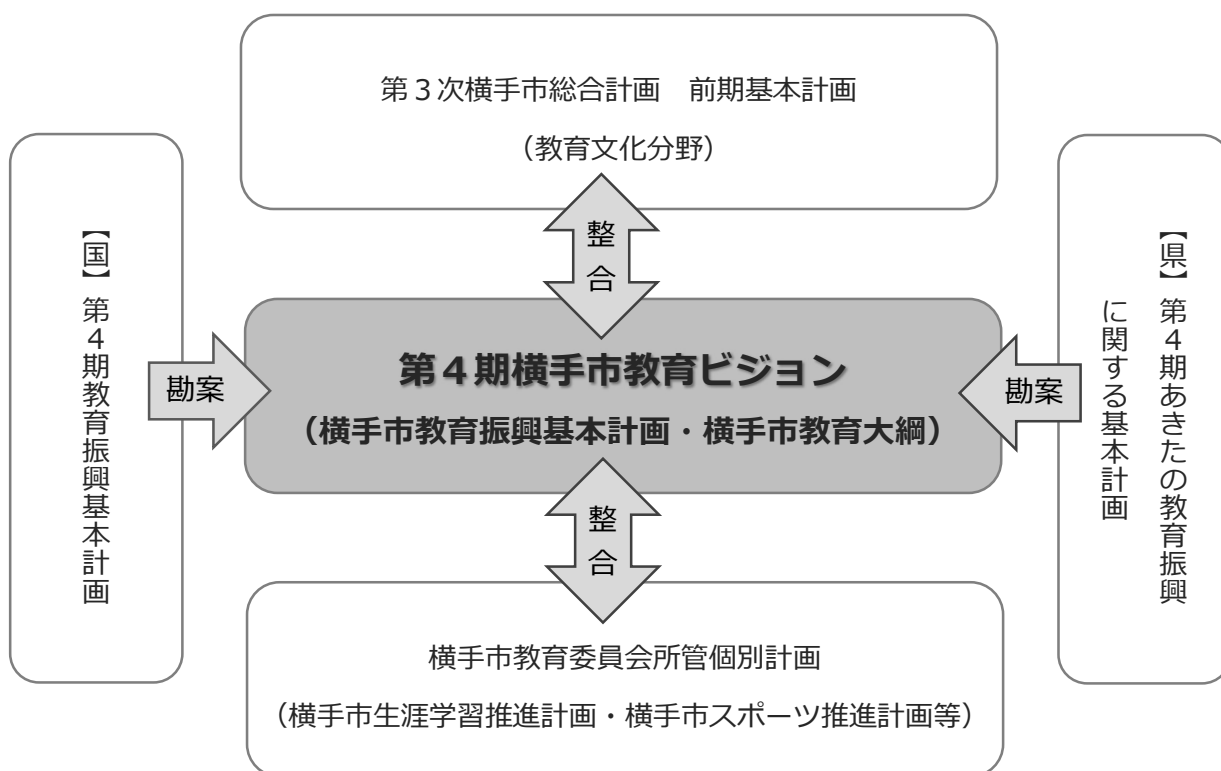 第３次横手市総合計画　前期基本計画
（教育文化分野）
整
合
【国】第４期教育振興基本計画
勘案
第４期横手市教育ビジョン
（横手市教育振興基本計画・横手市教育大綱）
勘案
【県】第４期あきたの教育振興
に関する基本計画
整
合
横手市教育委員会所管個別計画
（横手市生涯学習推進計画・横手市スポーツ推進計画等）